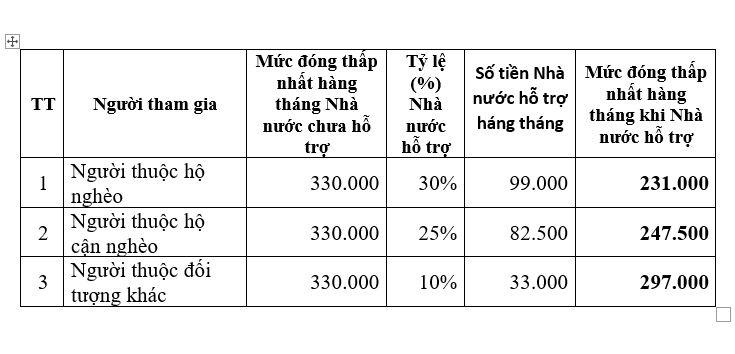 TT
Người tham gia
Mức đóng thấp
nhất hàng
tháng Nhà
nước chưa hỗ
trợ
Tỷ lệ
(%)
Nhà
nước
hỗ trợ
Số tiền Nhà
nước hỗ trợ
háng tháng
Mức đóng thấp
nhất hàng
tháng khi Nhà
nước hỗ trợ
1
Người thuộc hộ
nghèo
330.000
30%
99.000
231.000
2
Người thuộc hộ
cận nghèo
330.000
25%
82.500
247.500
3
Người thuộc đối
tượng khác
330.000
10%
33.000
297.000